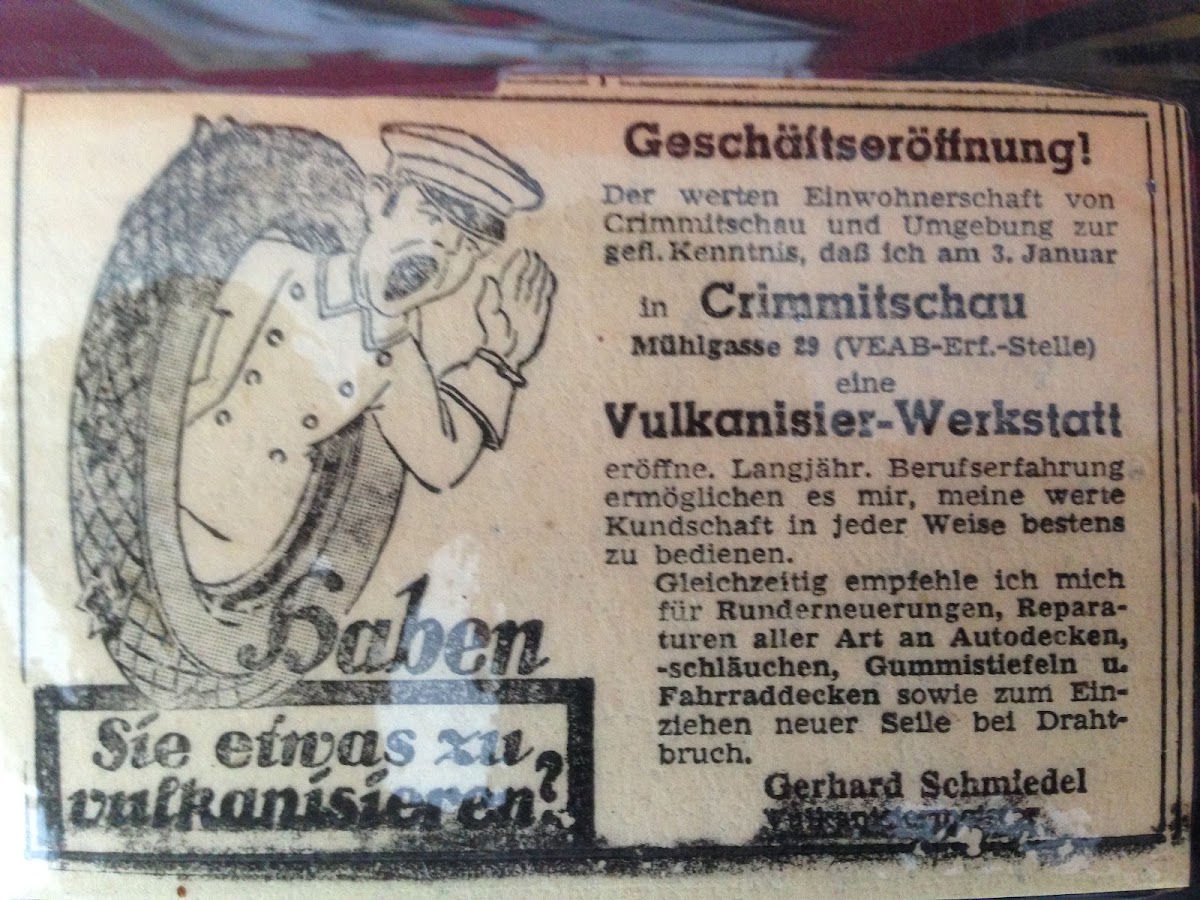 Geschäftseröffnung!
Der werten Einwohnerschaft von
Crimmitschau und Umgebung zur
gefl. Kenntnis, daß ich am 3. Januar
in Crimmitschau
Mühlgasse 29 (VEAB-Erf.-Stelle)
eine
Vulkanisier-Werkstatt
eröffne. Langjähr. Berufserfahrung
ermöglichen es mir, meine werte
Kundschaft in jeder Weise bestens
zu bedienen.
Gleichzeitig empfehle ich mich
für Runderneuerungen, Repara-
turen aller Art an Autodecken,
-schläuchen, Gummistiefeln u.
Fahrraddecken sowie zum Ein-
ziehen neuer Seile bei Draht-
bruch.
Gerhard Schmiedel
Haben
Sie etwas zu
vulkanisieren?